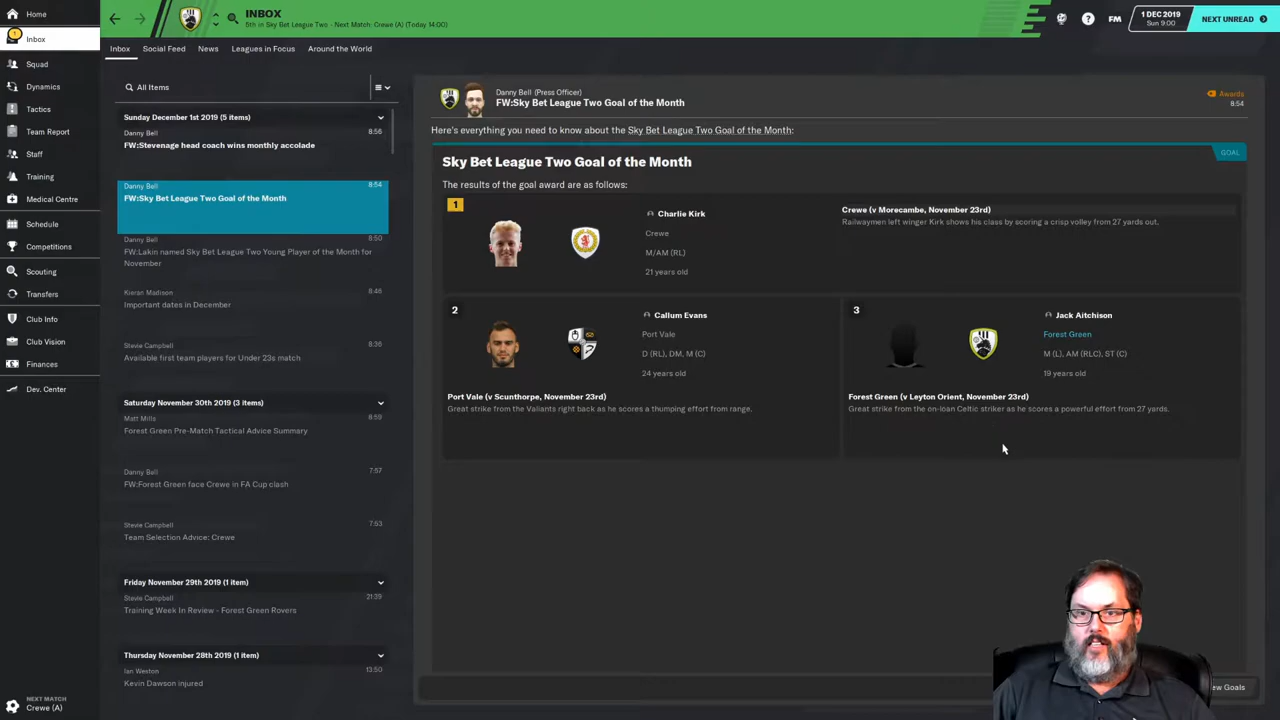 Home
INBOX
5th in Sky Bet League Two - Next Match: Crewe (A) (Today 14:00)
FM
1 DEC 2019
Sun 9:00
NEXT UNREAD
Inbox
Squad
Dynamics
Tactics
Team Report
Staff
Training
Medical Centre
Schedule
Competitions
Scouting
Transfers
Club Info
Club Vision
Finances
Dev. Center
NEXT MATCH
Crewe (A)
Inbox
Social Feed
News
Leagues in Focus
Around the World
All Items
Sunday December 1st 2019 (5 items)
Danny Bell
8:56
FW:Stevenage head coach wins monthly accolade
Danny Bell
8:54
FW:Sky Bet League Two Goal of the Month
Danny Bell
8:50
FW:Lakin named Sky Bet League Two Young Player of the Month for
November
Kieran Madison
8:46
Important dates in December
Stevie Campbell
8:36
Available first team players for Under 23s match
Saturday November 30th 2019 (3 items)
Matt Mills
8:59
Forest Green Pre-Match Tactical Advice Summary
Danny Bell
7:57
FW:Forest Green face Crewe in FA Cup clash
Stevie Campbell
7:53
Team Selection Advice: Crewe
Friday November 29th 2019 (1 item)
Stevie Campbell
21:39
Training Week In Review - Forest Green Rovers
Thursday November 28th 2019 (1 item)
Ian Weston
13:50
Kevin Dawson injured
Danny Bell (Press Officer)
FW:Sky Bet League Two Goal of the Month
Awards
8:54
Here's everything you need to know about the Sky Bet League Two Goal of the Month:
GOAL
Sky Bet League Two Goal of the Month
The results of the goal award are as follows:
1
Charlie Kirk
Crewe
M/AM (RL)
21 years old
Crewe (v Morecambe, November 23rd)
Railwaymen left winger Kirk shows his class by scoring a crisp volley from 27 yards out.
2
Callum Evans
Port Vale
D (RL), DM, M (C)
24 years old
Port Vale (v Scunthorpe, November 23rd)
Great strike from the Valiants right back as he scores a thumping effort from range.
3
Jack Aitchison
Forest Green
M (L), AM (RLC), ST (C)
19 years old
Forest Green (v Leyton Orient, November 23rd)
Great strike from the on-loan Celtic striker as he scores a powerful effort from 27 yards.
ew Goals